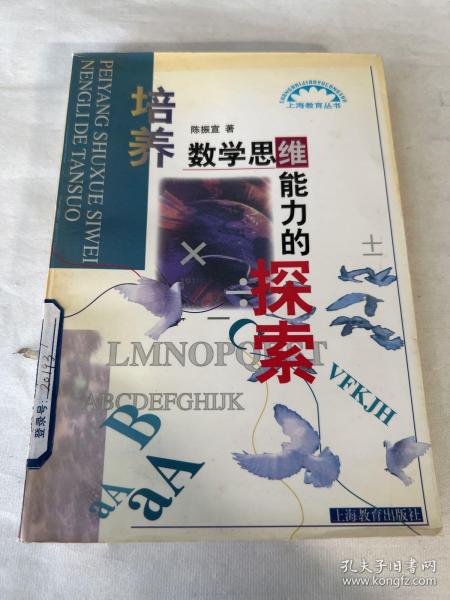 PEIYANG SHUXUE SIWEI
NENGLI DE TANSUO
培养
陈振宣 著
数学思维
能力的
探索
上海教育丛书
SHANGHAIJIAOYUCONGSHU
LMNOPQRST
ABCDEFGHIJK
VFKJH
B
A
aA
aA
登录号:
上海教育出版社
孔夫子旧书网
www.kongfz.com